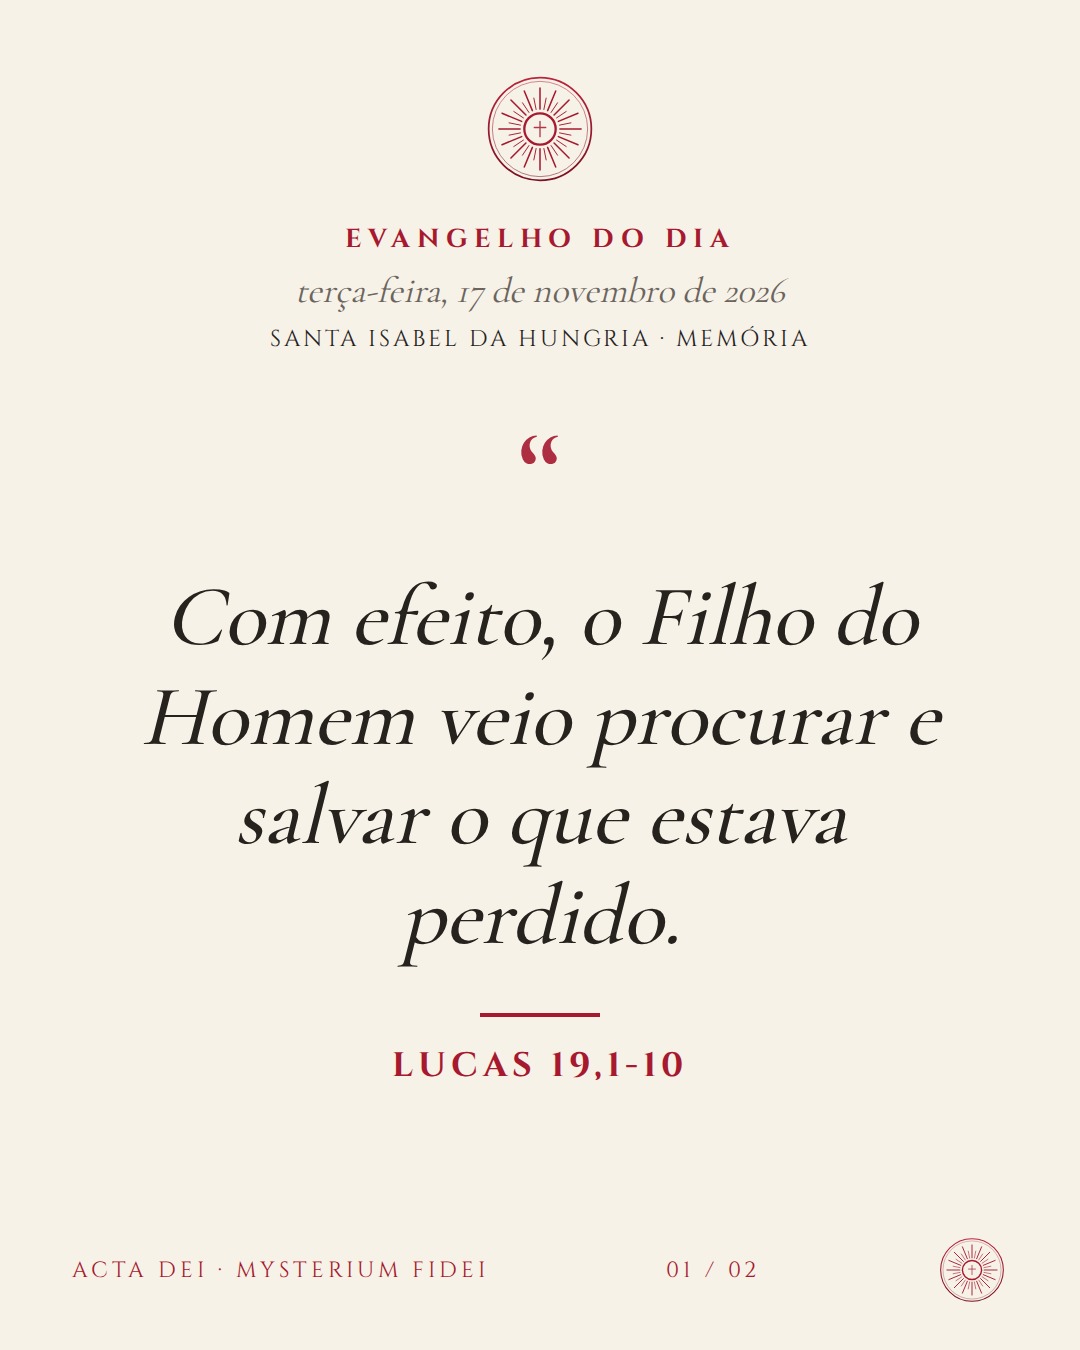 EVANGELHO DO DIA
terça-feira, 17 de novembro de 2026
SANTA ISABEL DA HUNGRIA · MEMÓRIA
“
Com efeito, o Filho do
Homem veio procurar e
salvar o que estava
perdido.
LUCAS 19,1-10
ACTA DEI · MYSTERIUM FIDEI
01 / 02